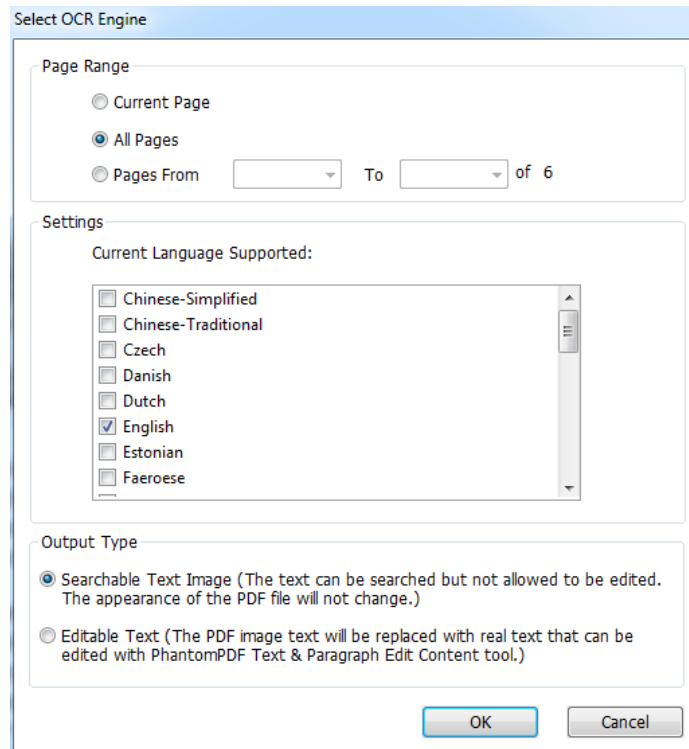 Select OCR Engine
Page Range
Current Page
All Pages
Pages From To of 6
Settings
Current Language Supported:
Chinese-Simplified
Chinese-Traditional
Czech
Danish
Dutch
English
Estonian
Faeroese
Output Type
Searchable Text Image (The text can be searched but not allowed to be edited.
The appearance of the PDF file will not change.)
Editable Text (The PDF image text will be replaced with real text that can be
edited with PhantomPDF Text & Paragraph Edit Content tool.)
OK Cancel